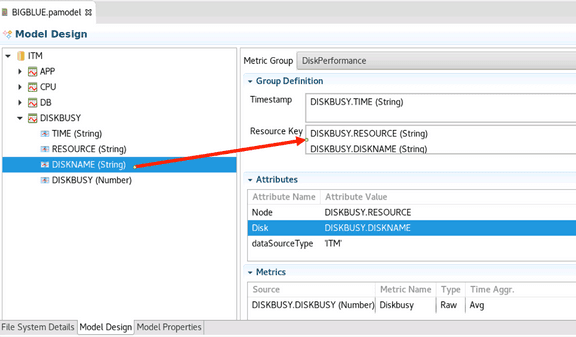 BIGBLUE.pamodel
Model Design
ITM
APP
CPU
DB
DISKBUSY
TIME (String)
RESOURCE (String)
DISKNAME (String)
DISKBUSY (Number)
Metric Group DiskPerformance
Group Definition
Timestamp DISKBUSY.TIME (String)
Resource Key DISKBUSY.RESOURCE (String)
DISKBUSY.DISKNAME (String)
Attributes
Attribute Name Attribute Value
Node DISKBUSY.RESOURCE
Disk DISKBUSY.DISKNAME
dataSourceType 'ITM'
Metrics
Source Metric Name Type Time Aggr.
DISKBUSY.DISKBUSY (Number) Diskbusy Raw Avg
File System Details Model Design Model Properties